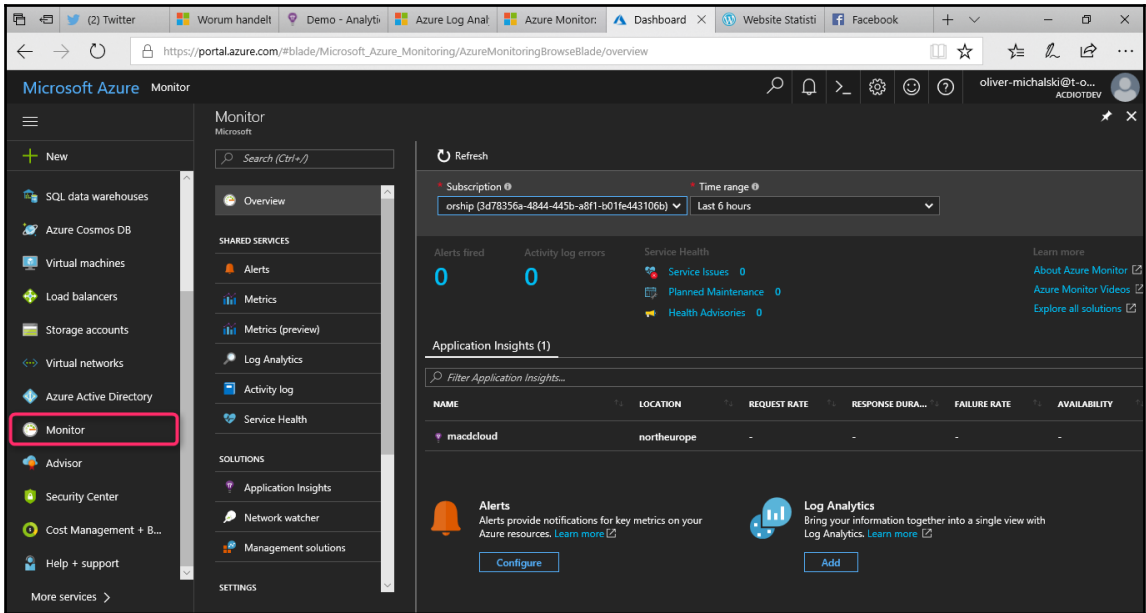 (2) Twitter
Worum handelt
Demo - Analytic
Azure Log Anal
Azure Monitor:
Dashboard
Website Statisti
Facebook
https://portal.azure.com/#blade/Microsoft_Azure_Monitoring/AzureMonitoringBrowseBlade/overview
Microsoft Azure Monitor
oliver-michalski@t-o...
ACDIOTDEV
New
SQL data warehouses
Azure Cosmos DB
Virtual machines
Load balancers
Storage accounts
Virtual networks
Azure Active Directory
Monitor
Advisor
Security Center
Cost Management + B...
Help + support
More services
Monitor
Microsoft
Search (Ctrl+/)
Overview
SHARED SERVICES
Alerts
Metrics
Metrics (preview)
Log Analytics
Activity log
Service Health
SOLUTIONS
Application Insights
Network watcher
Management solutions
SETTINGS
Refresh
* Subscription
* Time range
orship (3d78356a-4844-445b-a8f1-b01fe443106b)
Last 6 hours
Alerts fired
0
Activity log errors
0
Service Health
Service Issues 0
Planned Maintenance 0
Health Advisories 0
Learn more
About Azure Monitor
Azure Monitor Videos
Explore all solutions
Application Insights (1)
Filter Application Insights...
NAME LOCATION REQUEST RATE RESPONSE DURA... FAILURE RATE AVAILABILITY
macdcloud northeurope - - - -
Alerts
Alerts provide notifications for key metrics on your
Azure resources. Learn more
Configure
Log Analytics
Bring your information together into a single view with
Log Analytics. Learn more
Add